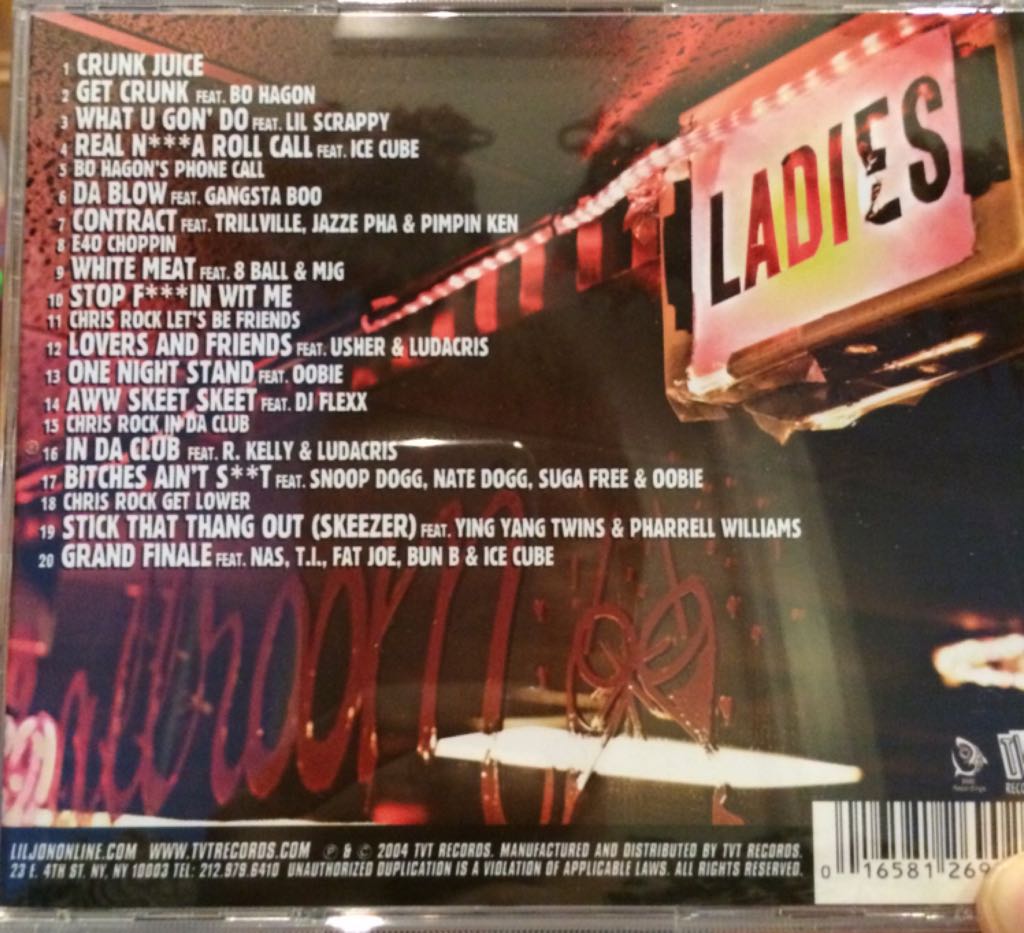 1 CRUNK JUICE
2 GET CRUNK FEAT. BO HAGON
3 WHAT U GON' DO FEAT. LIL SCRAPPY
4 REAL N***A ROLL CALL FEAT. ICE CUBE
5 BO HAGON'S PHONE CALL
6 DA BLOW FEAT. GANGSTA BOO
7 CONTRACT FEAT. TRILLVILLE, JAZZE PHA & PIMPIN KEN
8 E40 CHOPPIN
9 WHITE MEAT FEAT. 8 BALL & MJG
10 STOP F***IN WIT ME
11 CHRIS ROCK LET'S BE FRIENDS
12 LOVERS AND FRIENDS FEAT. USHER & LUDACRIS
13 ONE NIGHT STAND FEAT. OOBIE
14 AWW SKEET SKEET FEAT. DJ FLEXX
15 CHRIS ROCK IN DA CLUB
16 IN DA CLUB FEAT. R. KELLY & LUDACRIS
17 BITCHES AIN'T S**T FEAT. SNOOP DOGG, NATE DOGG, SUGA FREE & OOBIE
18 CHRIS ROCK GET LOWER
19 STICK THAT THANG OUT (SKEEZER) FEAT. YING YANG TWINS & PHARRELL WILLIAMS
20 GRAND FINALE FEAT. NAS, T.I., FAT JOE, BUN B & ICE CUBE
LADIES
LILJONONLINE.COM WWW.TVTRECORDS.COM Ⓟ & © 2004 TVT RECORDS. MANUFACTURED AND DISTRIBUTED BY TVT RECORDS.
23 E. 4TH ST. NY, NY 10003 TEL: 212.979.6410 UNAUTHORIZED DUPLICATION IS A VIOLATION OF APPLICABLE LAWS. ALL RIGHTS RESERVED.
0 16581 269